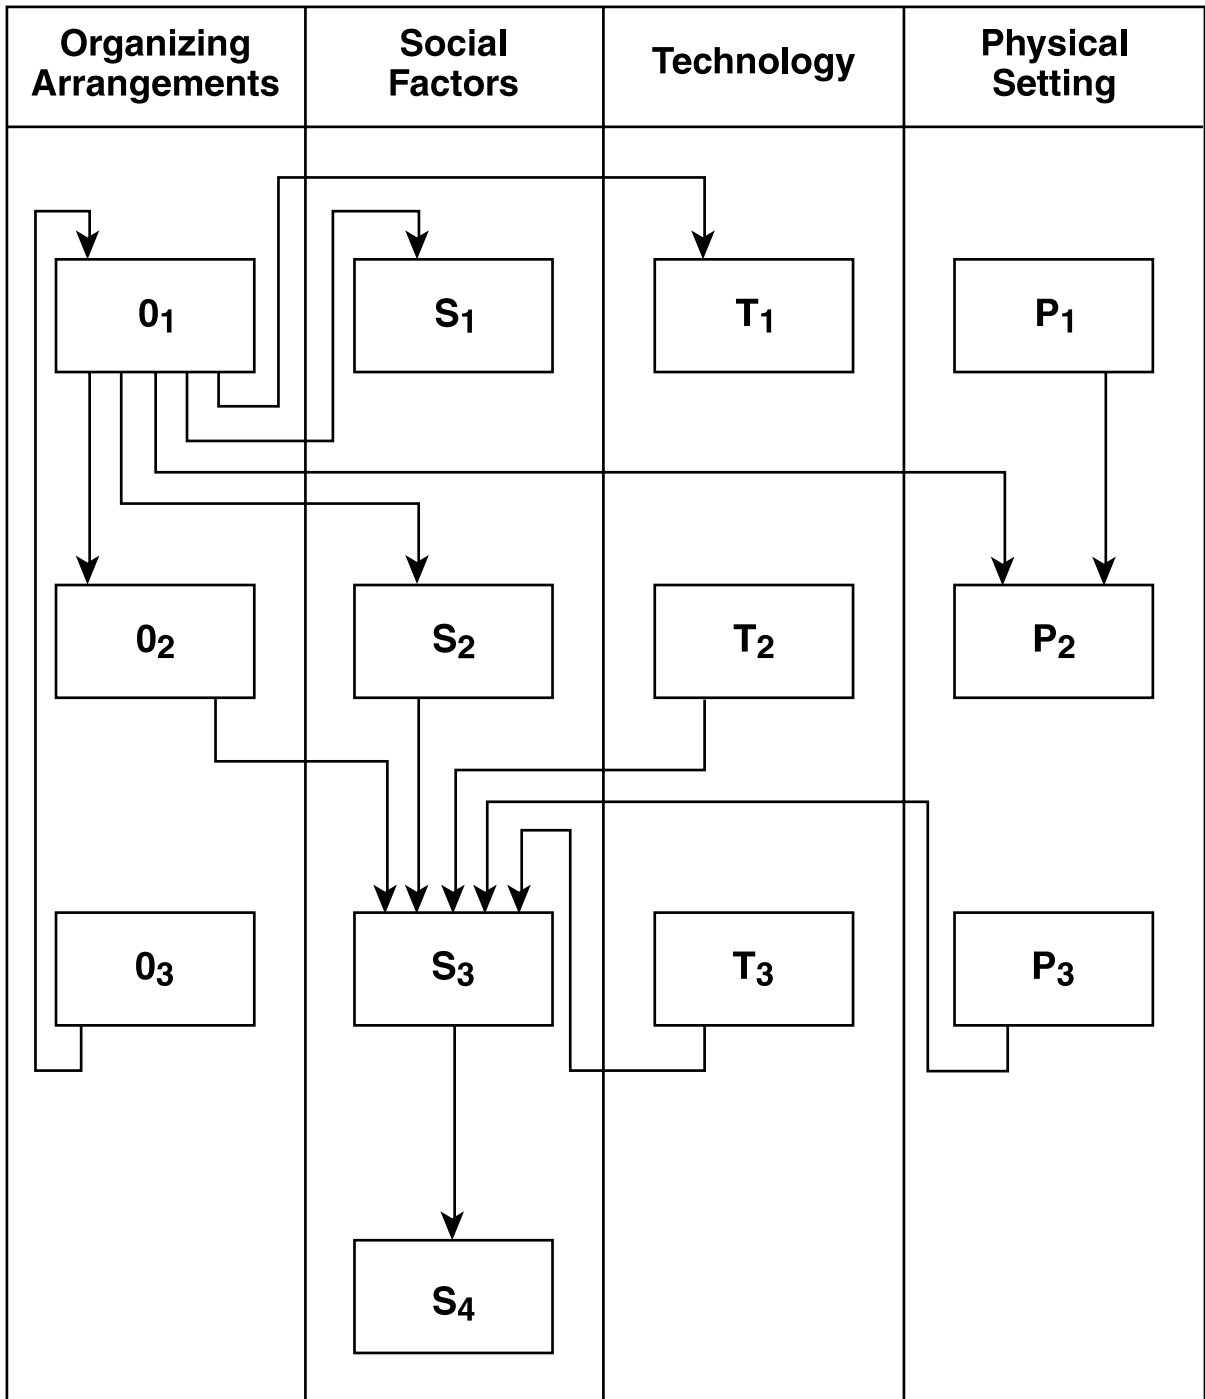 Organizing
Arrangements
Social
Factors
Technology
Physical
Setting
0₁
S₁
T₁
P₁
0₂
S₂
T₂
P₂
0₃
S₃
T₃
P₃
S₄